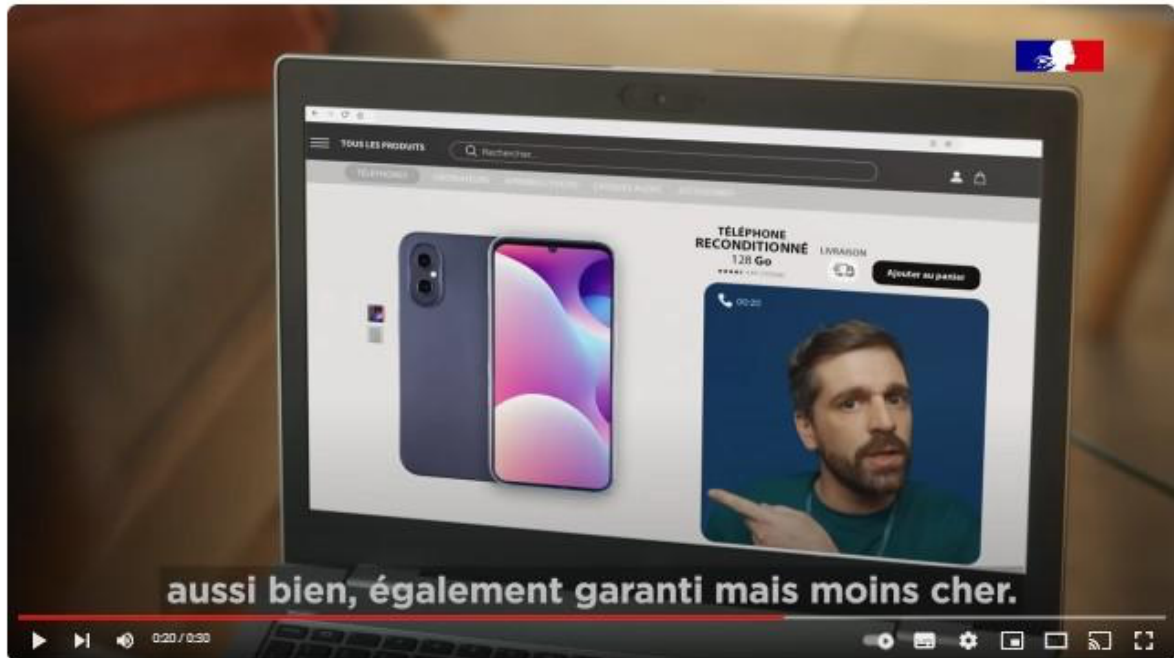 TOUS LES PRODUITS
Rechercher...
TÉLÉPHONES
TÉLÉPHONE
RECONDITIONNÉ
128 Go
LIVRAISON
Ajouter au panier
00:20
aussi bien, également garanti mais moins cher.
0:20 / 0:30